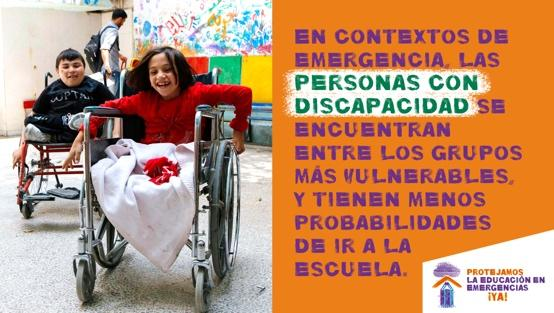 EN CONTEXTOS DE
EMERGENCIA, LAS
PERSONAS CON
DISCAPACIDAD SE
ENCUENTRAN
ENTRE LOS GRUPOS
MÁS VULNERABLES,
Y TIENEN MENOS
PROBABILIDADES
DE IR A LA
ESCUELA.
PROTEJAMOS
LA EDUCACIÓN EN
EMERGENCIAS
¡YA!